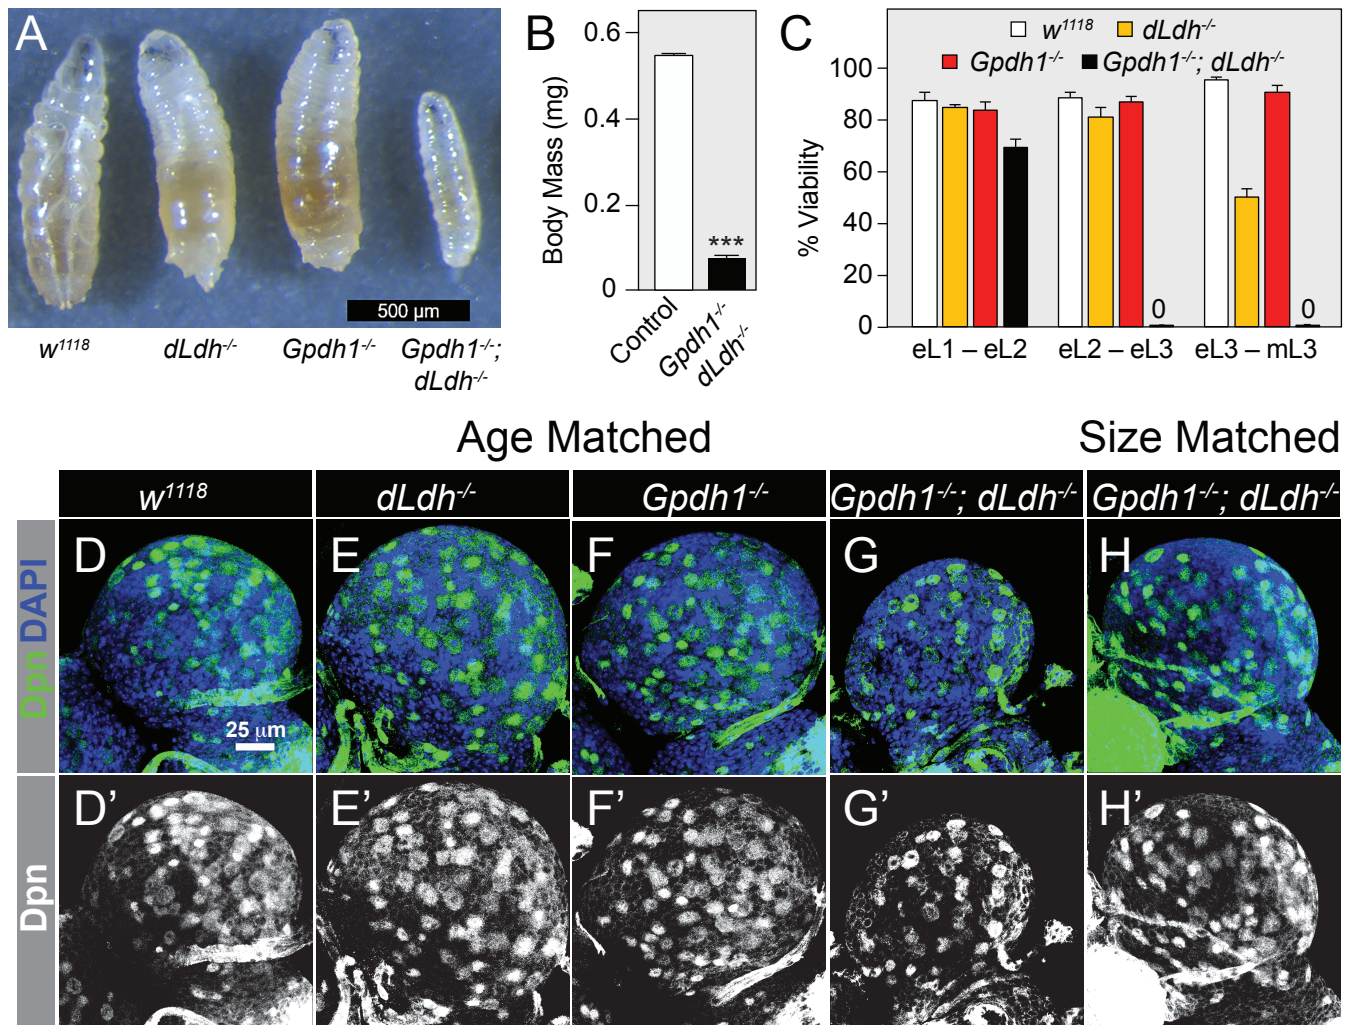 A
500 µm
w1118
dLdh-/-
Gpdh1-/-
Gpdh1-/-;
dLdh-/-
B
Body Mass (mg)
0.6
0.4
0.2
0
***
Control
Gpdh1-/-
dLdh-/-
C
w1118 dLdh-/-
Gpdh1-/- Gpdh1-/-; dLdh-/-
% Viability
100
80
60
40
20
0
0
0
eL1 – eL2
eL2 – eL3
eL3 – mL3
Age Matched
Size Matched
w1118
dLdh-/-
Gpdh1-/-
Gpdh1-/-; dLdh-/-
Gpdh1-/-; dLdh-/-
Dpn DAPI
D
25 µm
E
F
G
H
Dpn
D'
E'
F'
G'
H'